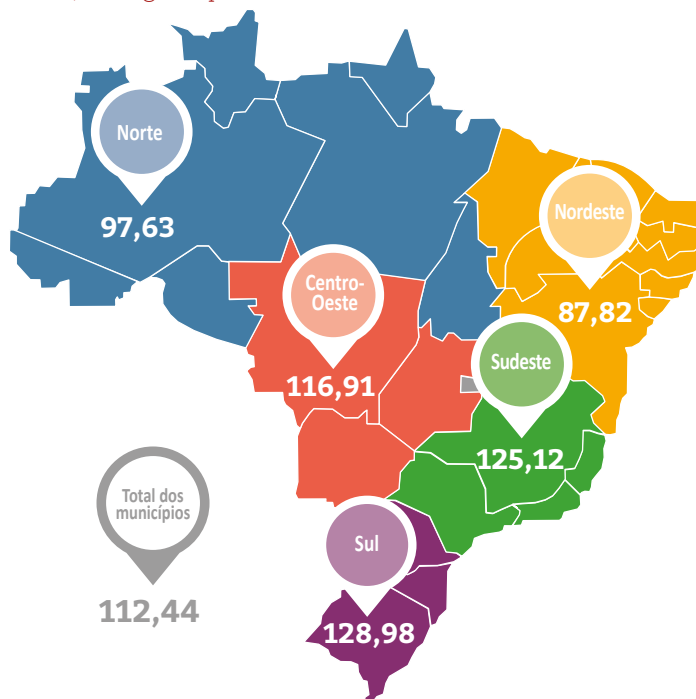 Norte
97,63
Nordeste
87,82
Centro-
Oeste
116,91
Sudeste
125,12
Total dos
municípios
112,44
Sul
128,98